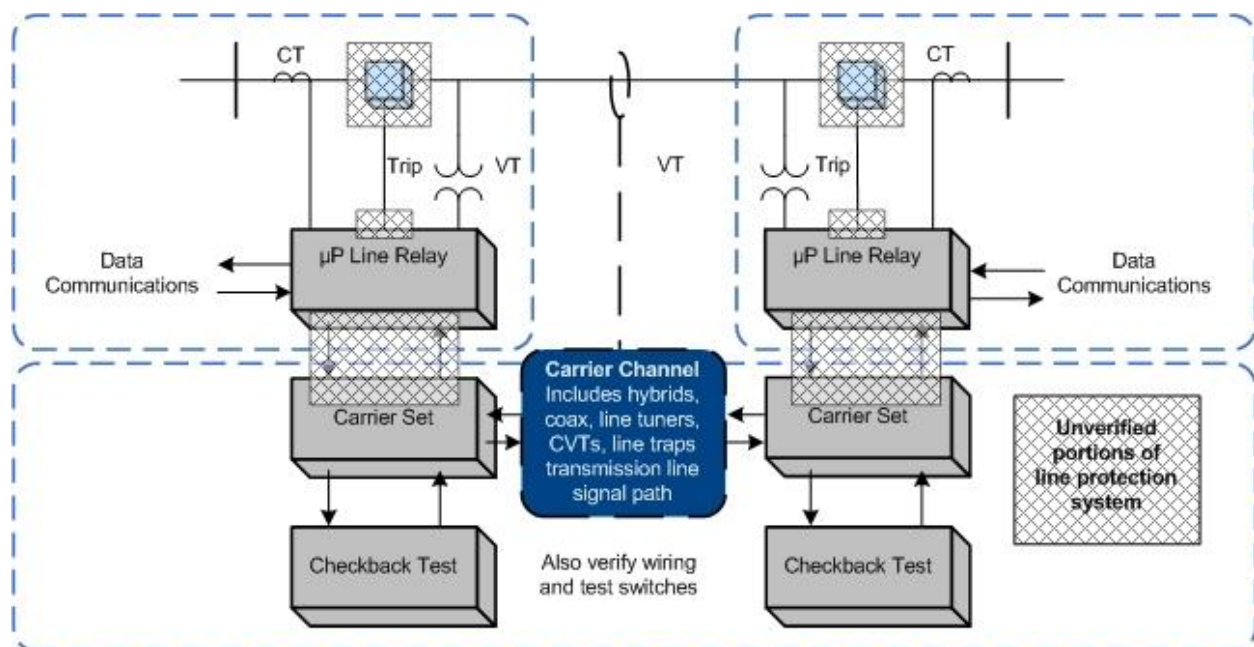 CT
CT
Trip
VT
VT
Trip
µP Line Relay
µP Line Relay
Data
Communications
Data
Communications
Carrier Channel
Includes hybrids,
coax, line tuners,
CVTs, line traps
transmission line
signal path
Carrier Set
Carrier Set
Unverified
portions of
line protection
system
Checkback Test
Also verify wiring
and test switches
Checkback Test